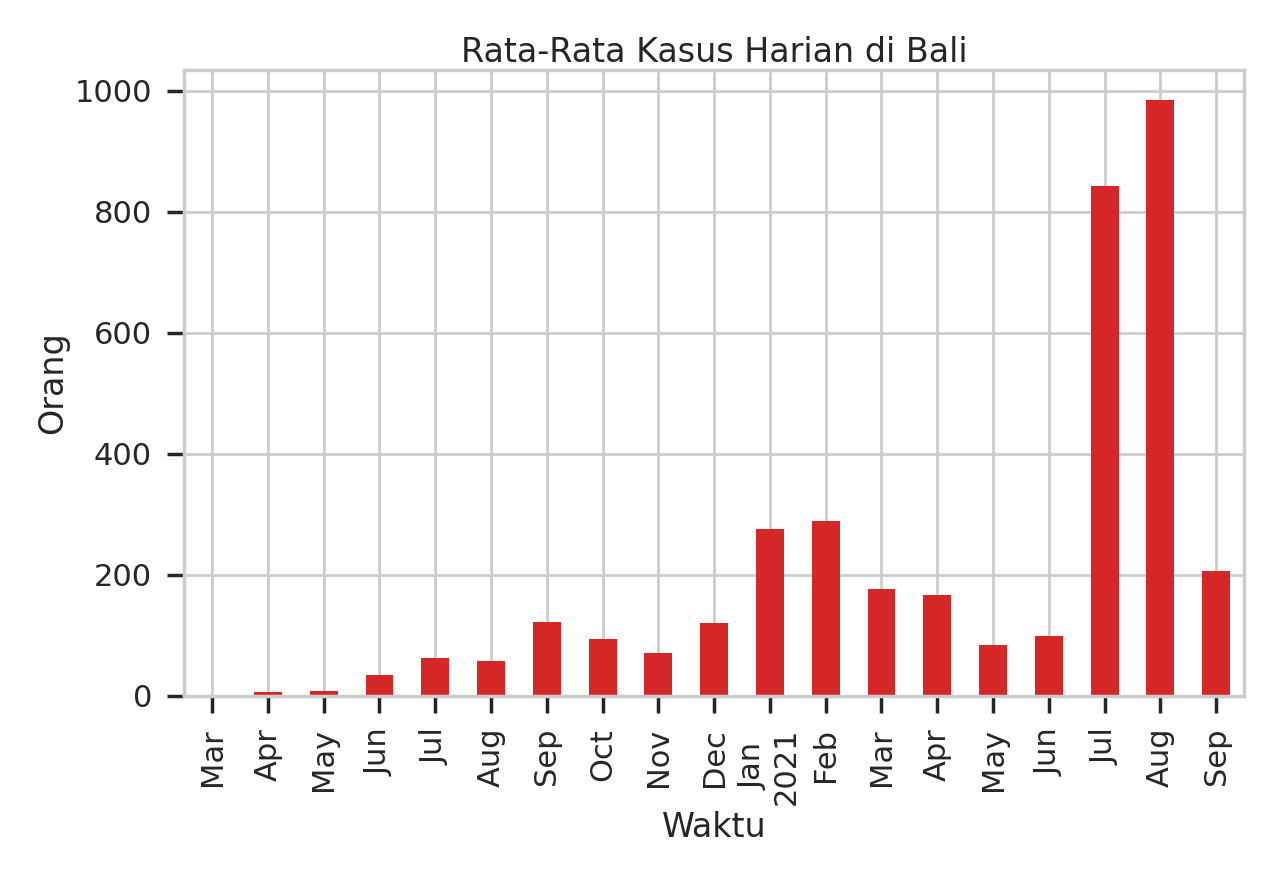 Rata-Rata Kasus Harian di Bali
1000
800
600
400
200
0
Orang
Mar
Apr
May
Jun
Jul
Aug
Sep
Oct
Nov
Dec
Jan
2021
Feb
Mar
Apr
May
Jun
Jul
Aug
Sep
Waktu